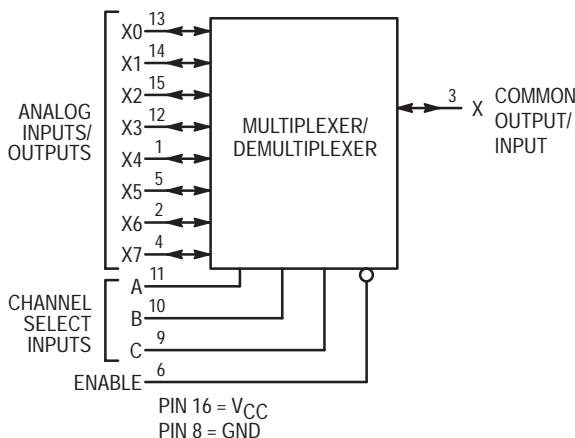 X0 13
X1 14
X2 15
X3 12
X4 1
X5 5
X6 2
X7 4
ANALOG
INPUTS/
OUTPUTS
MULTIPLEXER/
DEMULTIPLEXER
3 X COMMON
OUTPUT/
INPUT
CHANNEL
SELECT
INPUTS
A 11
B 10
C 9
ENABLE 6
PIN 16 = VCC
PIN 8 = GND